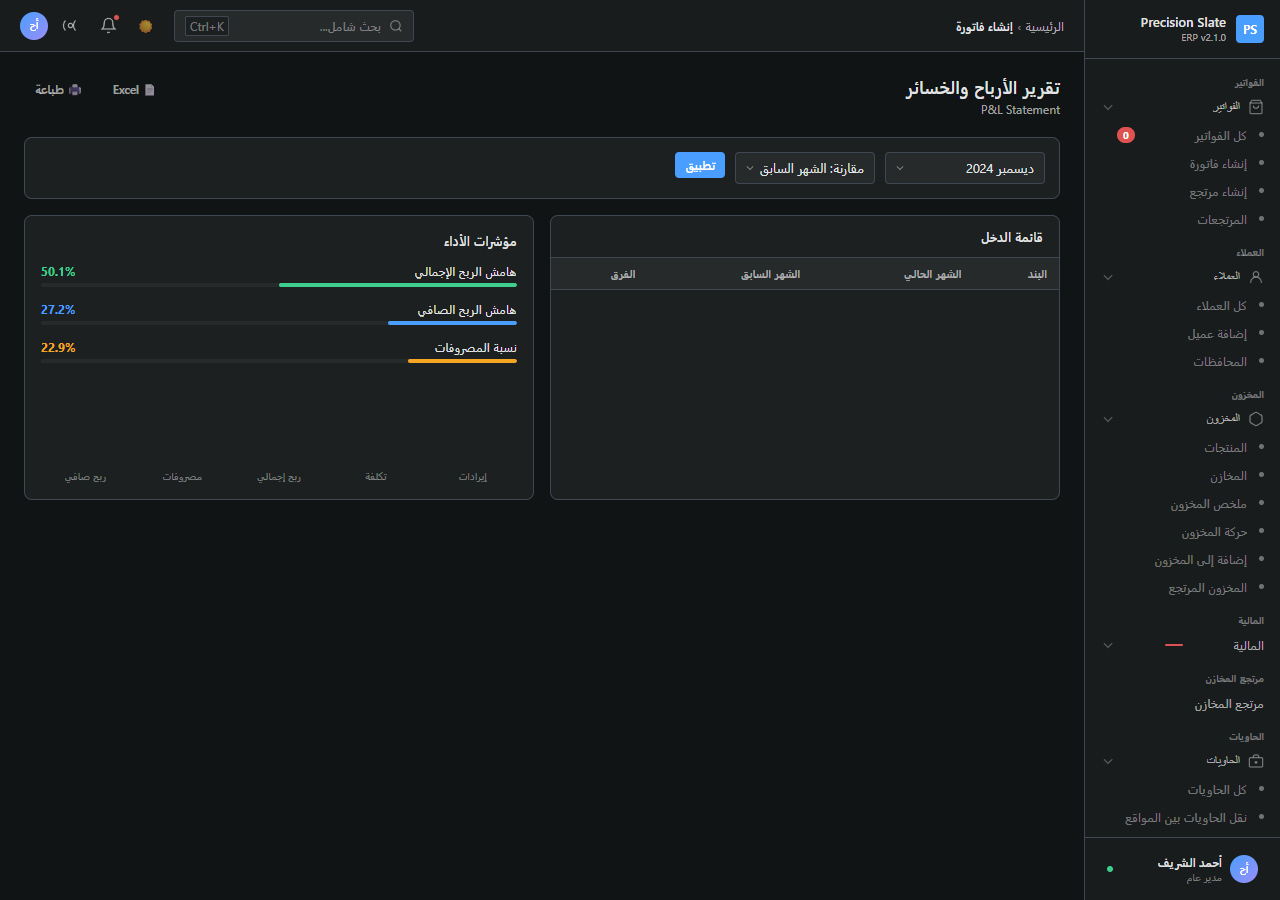 PS
Precision Slate
ERP v2.1.0
الرئيسية › إنشاء فاتورة
بحث شامل...
Ctrl+K
أح
الفواتير
الفواتير
كل الفواتير
0
إنشاء فاتورة
إنشاء مرتجع
المرتجعات
العملاء
العملاء
كل العملاء
إضافة عميل
المحافظات
المخزون
المخزون
المنتجات
المخازن
ملخص المخزون
حركة المخزون
إضافة إلى المخزون
المخزون المرتجع
المالية
المالية
مرتجع المخازن
مرتجع المخازن
الحاويات
الحاويات
كل الحاويات
نقل الحاويات بين المواقع
أح
أحمد الشريف
مدير عام
تقرير الأرباح والخسائر
P&L Statement
Excel
طباعة
ديسمبر 2024
مقارنة: الشهر السابق
تطبيق
قائمة الدخل
البند الشهر الحالي الشهر السابق الفرق
مؤشرات الأداء
هامش الربح الإجمالي 50.1%
هامش الربح الصافي 27.2%
نسبة المصروفات 22.9%
إيرادات تكلفة ربح إجمالي مصروفات ربح صافي